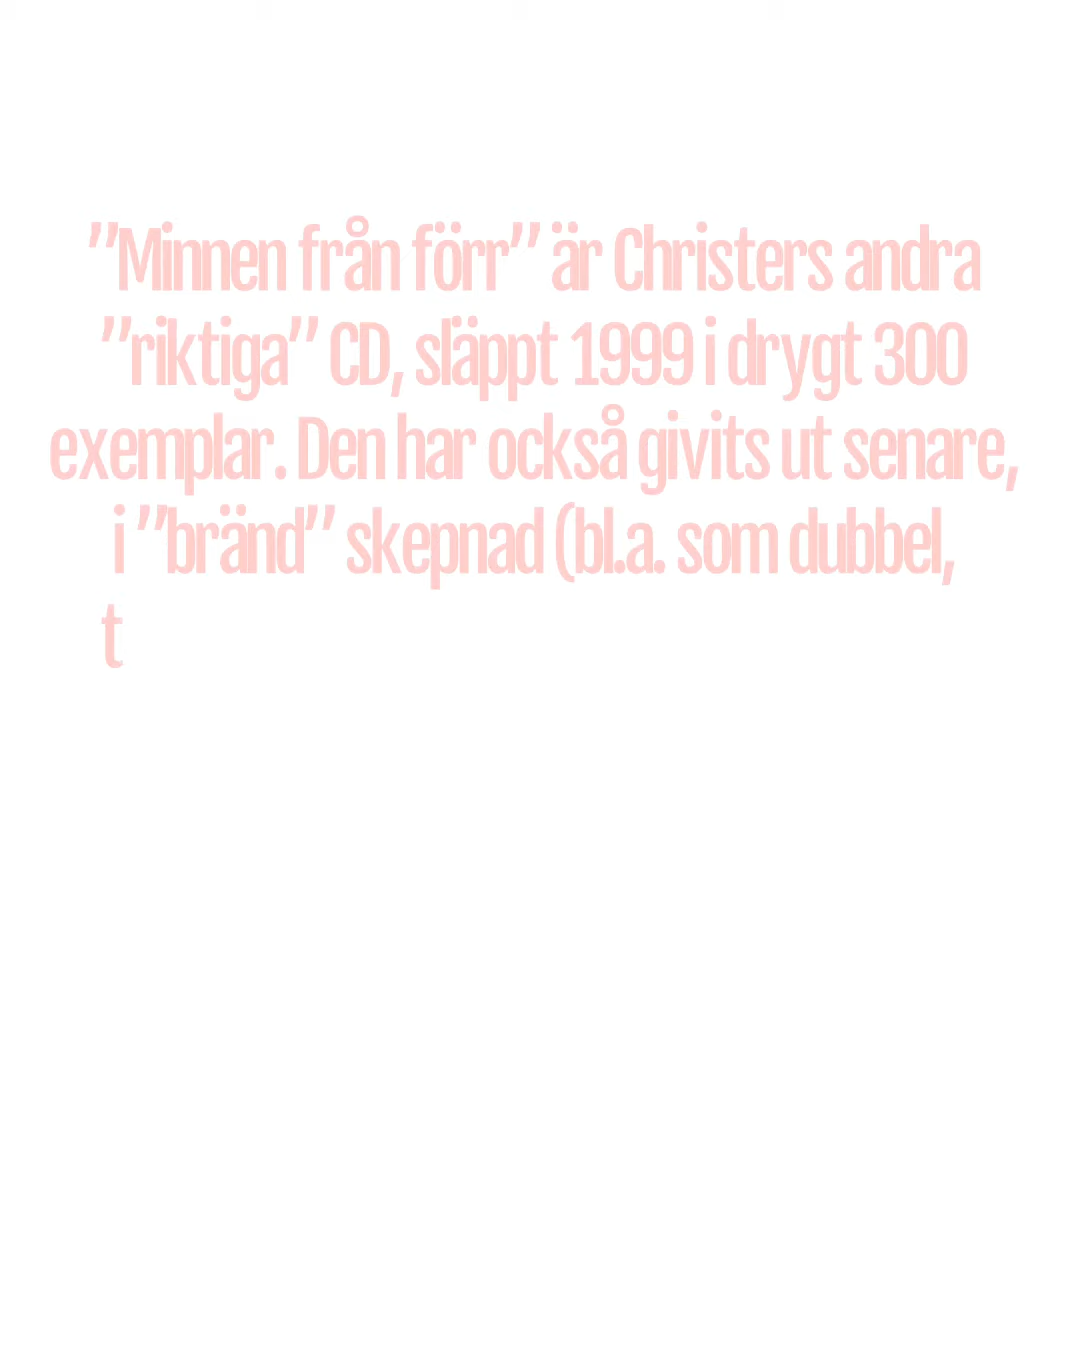 ”Minnen från förr” är Christers andra
”riktiga” CD, släppt 1999 i drygt 300
exemplar. Den har också givits ut senare,
i ”bränd” skepnad (bl.a. som dubbel,
t